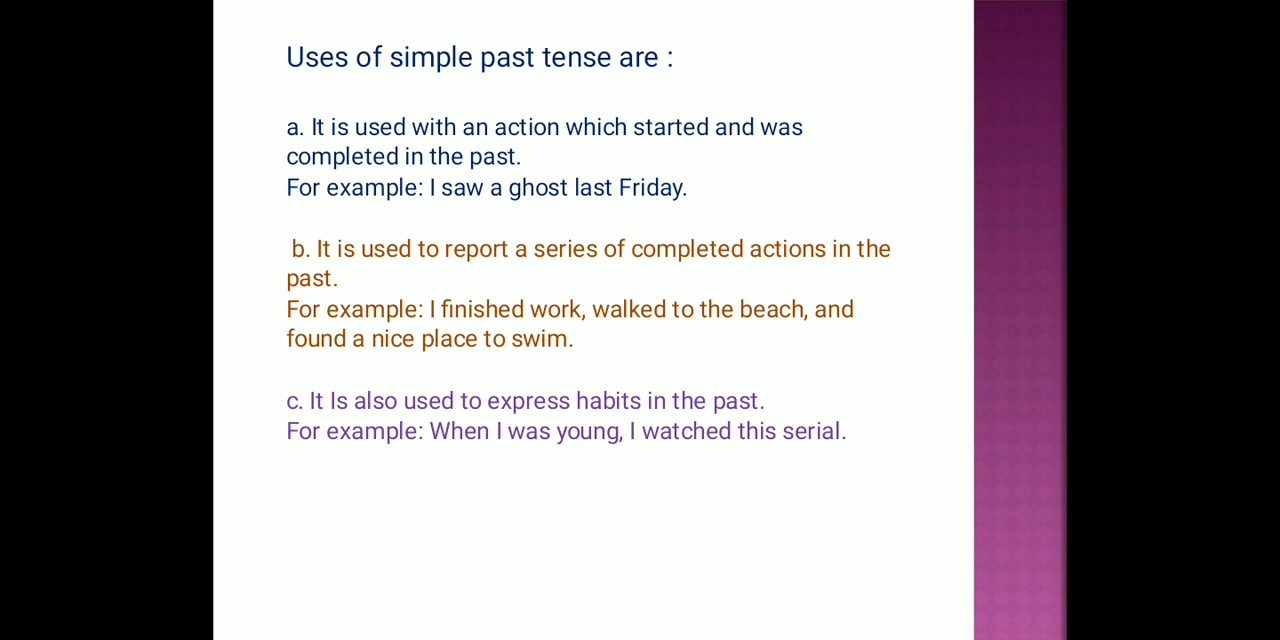 Uses of simple past tense are :
a. It is used with an action which started and was
completed in the past.
For example: I saw a ghost last Friday.
b. It is used to report a series of completed actions in the
past.
For example: I finished work, walked to the beach, and
found a nice place to swim.
c. It Is also used to express habits in the past.
For example: When I was young, I watched this serial.